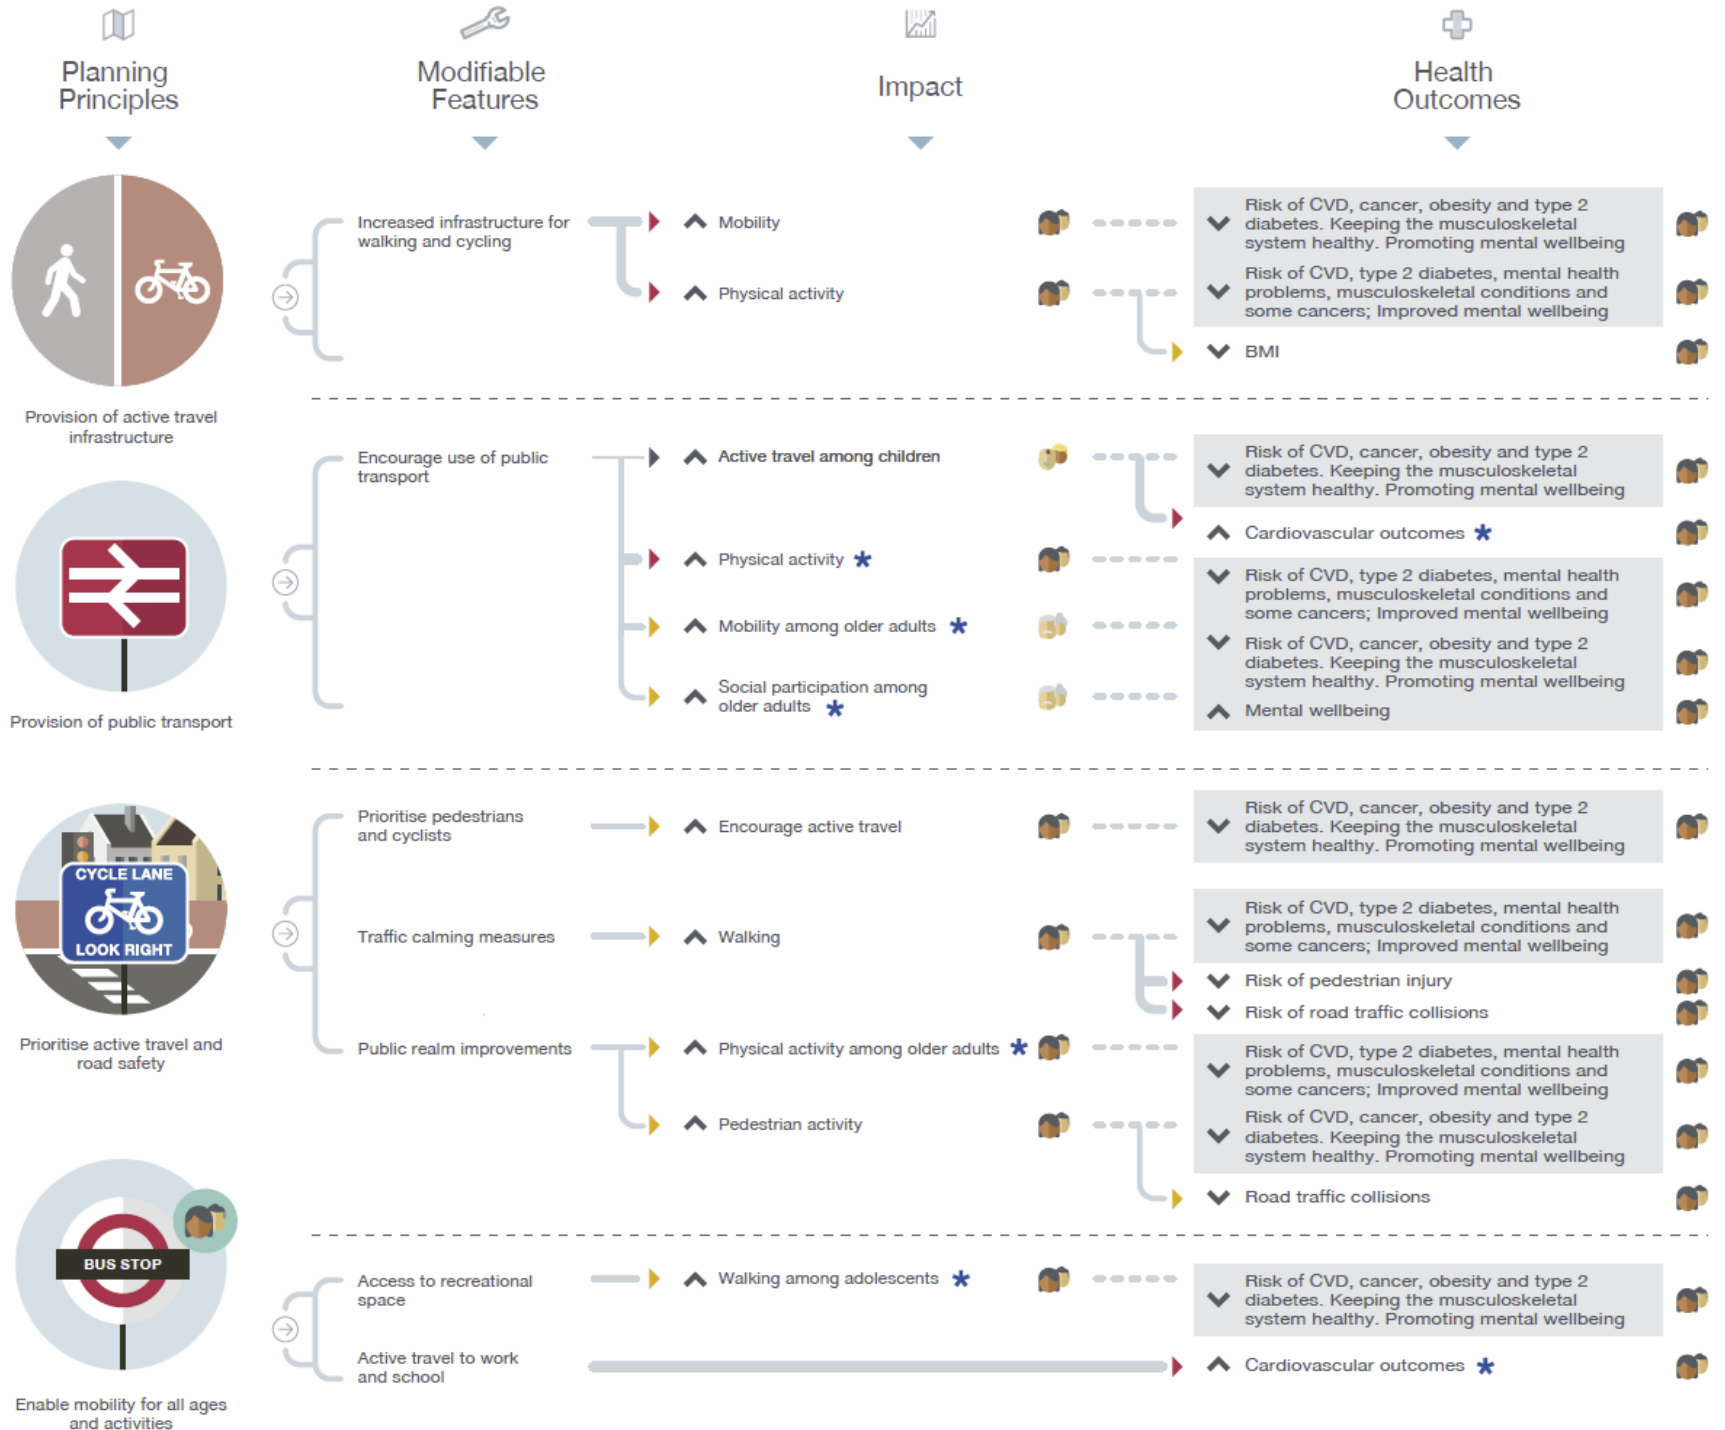 Planning
Principles
Modifiable
Features
Impact
Health
Outcomes
Provision of active travel
infrastructure
Increased infrastructure for
walking and cycling
Mobility
Risk of CVD, cancer, obesity and type 2
diabetes. Keeping the musculoskeletal
system healthy. Promoting mental wellbeing
Physical activity
Risk of CVD, type 2 diabetes, mental health
problems, musculoskeletal conditions and
some cancers; Improved mental wellbeing
BMI
Provision of public transport
Encourage use of public
transport
Active travel among children
Risk of CVD, cancer, obesity and type 2
diabetes. Keeping the musculoskeletal
system healthy. Promoting mental wellbeing
Cardiovascular outcomes *
Physical activity *
Risk of CVD, type 2 diabetes, mental health
problems, musculoskeletal conditions and
some cancers; Improved mental wellbeing
Mobility among older adults *
Risk of CVD, cancer, obesity and type 2
diabetes. Keeping the musculoskeletal
system healthy. Promoting mental wellbeing
Social participation among
older adults *
Mental wellbeing
CYCLE LANE
LOOK RIGHT
Prioritise active travel and
road safety
Prioritise pedestrians
and cyclists
Encourage active travel
Risk of CVD, cancer, obesity and type 2
diabetes. Keeping the musculoskeletal
system healthy. Promoting mental wellbeing
Traffic calming measures
Walking
Risk of CVD, type 2 diabetes, mental health
problems, musculoskeletal conditions and
some cancers; Improved mental wellbeing
Risk of pedestrian injury
Risk of road traffic collisions
Public realm improvements
Physical activity among older adults *
Risk of CVD, type 2 diabetes, mental health
problems, musculoskeletal conditions and
some cancers; Improved mental wellbeing
Pedestrian activity
Risk of CVD, cancer, obesity and type 2
diabetes. Keeping the musculoskeletal
system healthy. Promoting mental wellbeing
Road traffic collisions
BUS STOP
Enable mobility for all ages
and activities
Access to recreational
space
Walking among adolescents *
Risk of CVD, cancer, obesity and type 2
diabetes. Keeping the musculoskeletal
system healthy. Promoting mental wellbeing
Active travel to work
and school
Cardiovascular outcomes *